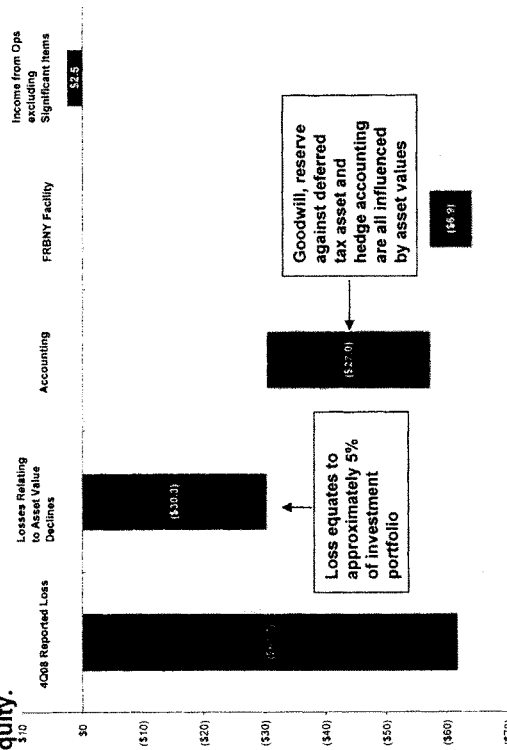 quity.
4Q08 Reported Loss
Losses Relating
to Asset Value
Declines
Accounting
FRBNY Facility
Income from Ops
excluding
Significant Items
$10
$0
($10)
($20)
($30)
($40)
($50)
($60)
($30.3)
($27.0)
($6.9)
$2.5
Loss equates to
approximately 5%
of investment
portfolio
Goodwill, reserve
against deferred
tax asset and
hedge accounting
are all influenced
by asset values